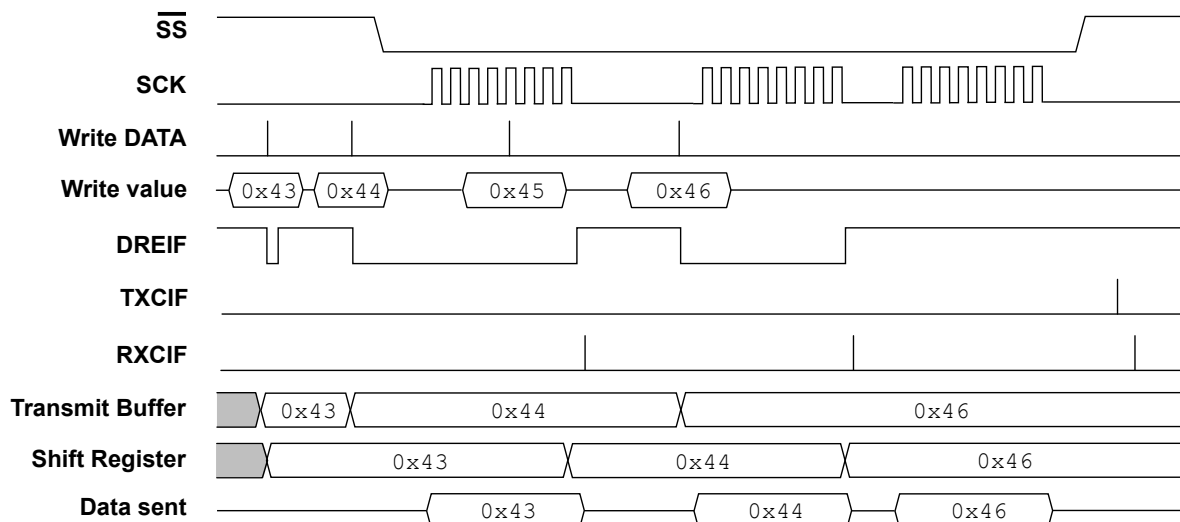 SS
SCK
Write DATA
Write value 0x43 0x44 0x45 0x46
DREIF
TXCIF
RXCIF
Transmit Buffer 0x43 0x44 0x46
Shift Register 0x43 0x44 0x46
Data sent 0x43 0x44 0x46